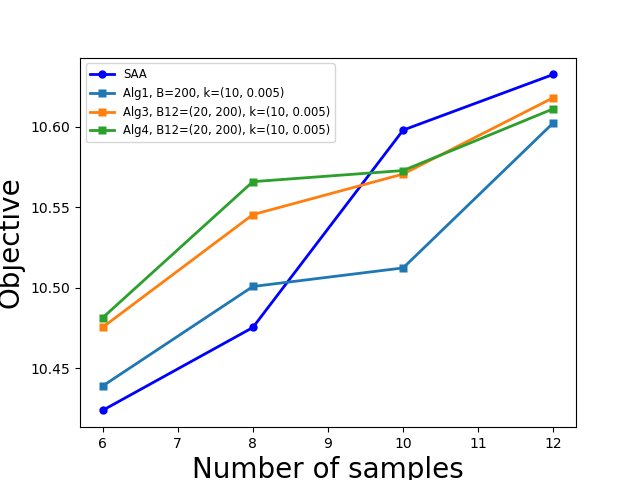 SAA
Alg1, B=200, k=(10, 0.005)
Alg3, B12=(20, 200), k=(10, 0.005)
Alg4, B12=(20, 200), k=(10, 0.005)
10.60
10.55
10.50
10.45
Objective
6 7 8 9 10 11 12
Number of samples